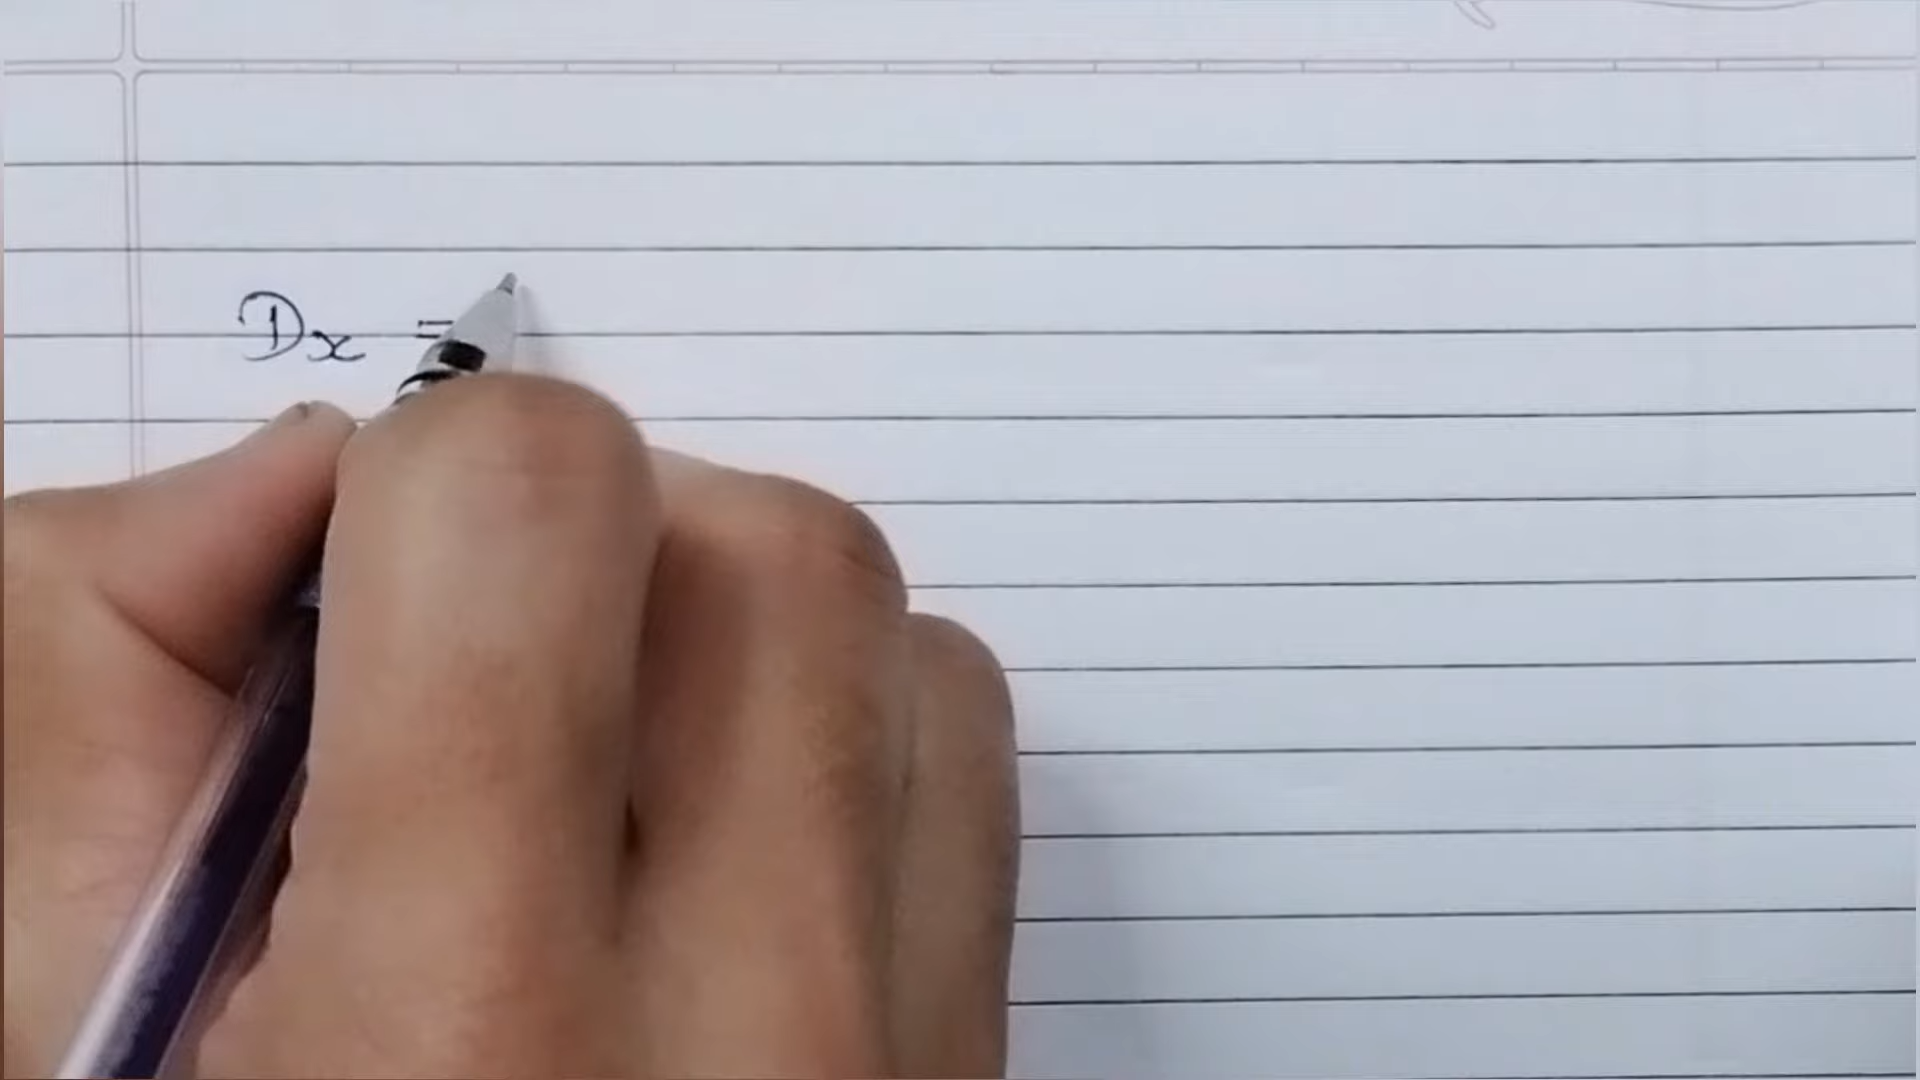 Dx =